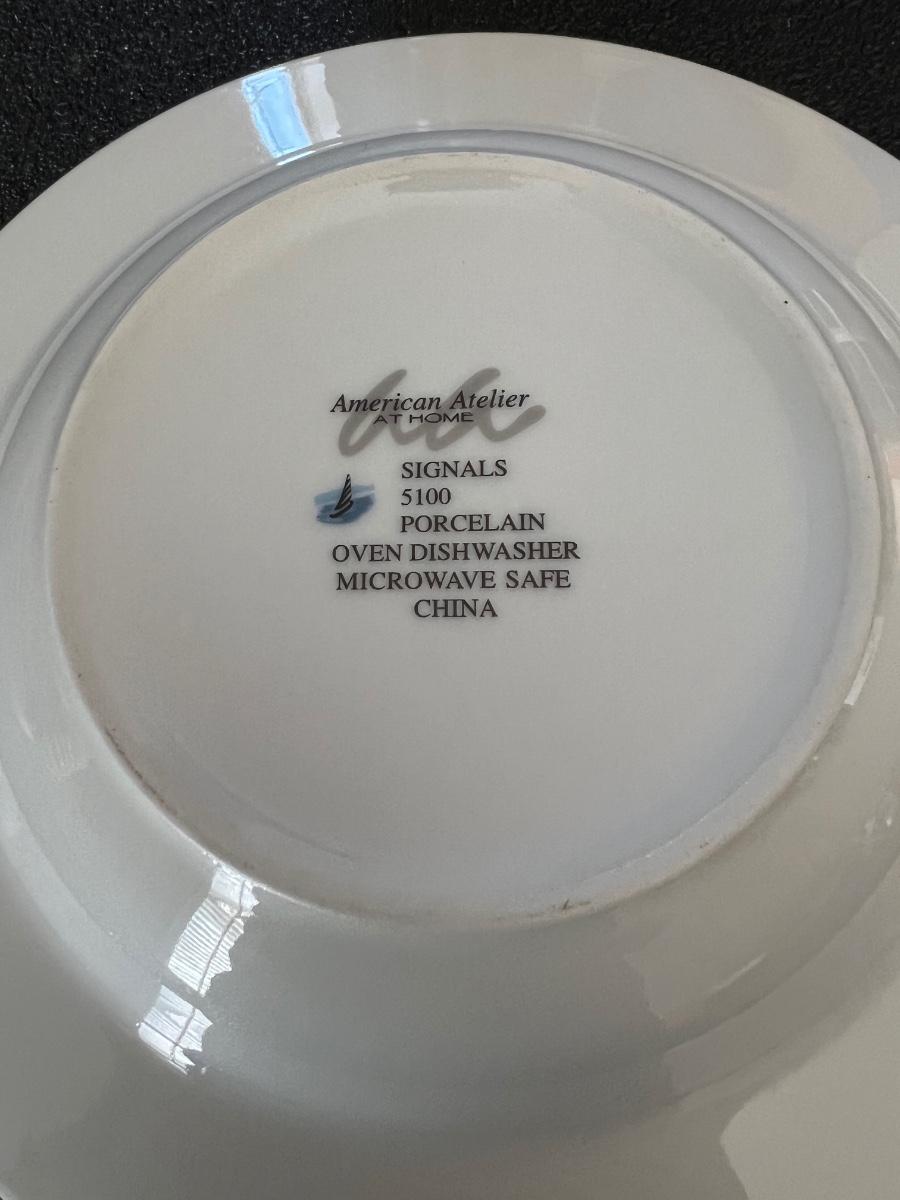 American Atelier
AT HOME
SIGNALS
5100
PORCELAIN
OVEN DISHWASHER
MICROWAVE SAFE
CHINA